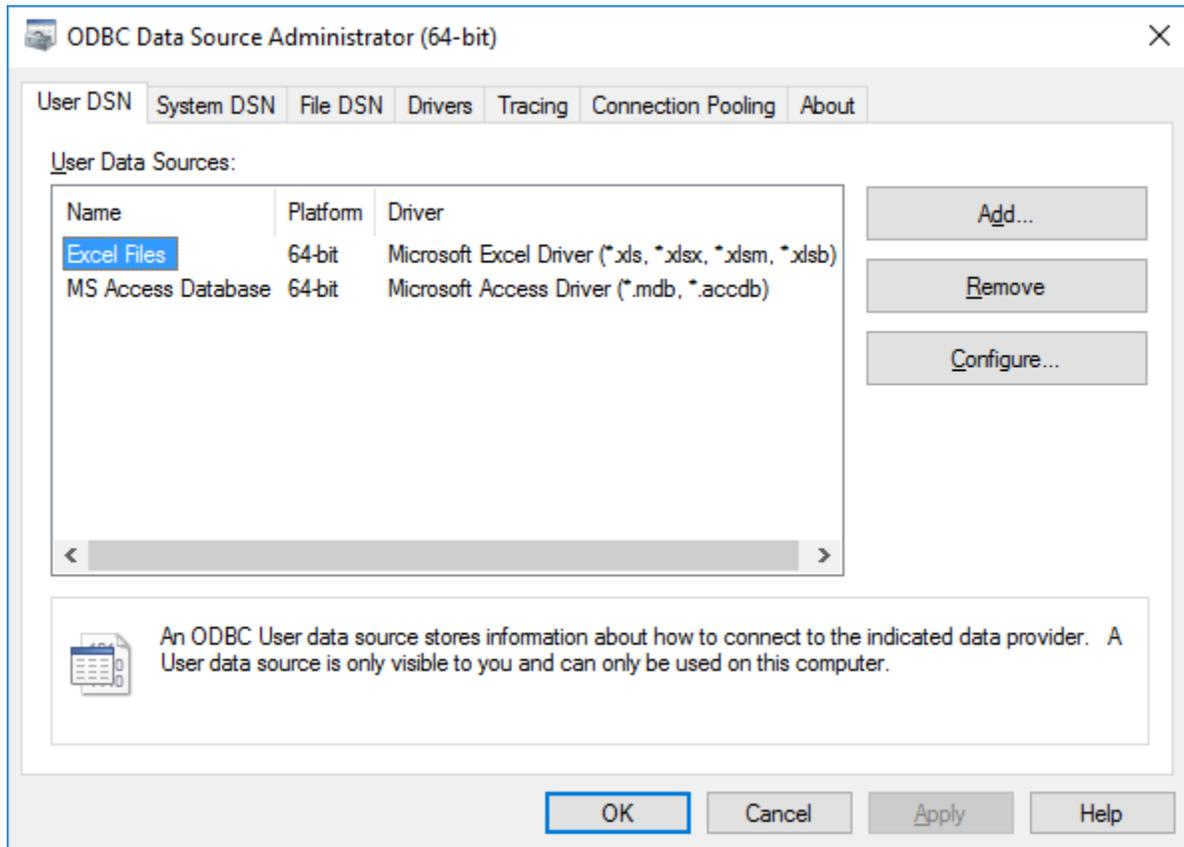 ODBC Data Source Administrator (64-bit)
User DSN System DSN File DSN Drivers Tracing Connection Pooling About
User Data Sources:
Name Platform Driver
Excel Files 64-bit Microsoft Excel Driver (*.xls, *.xlsx, *.xlsm, *.xlsb)
MS Access Database 64-bit Microsoft Access Driver (*.mdb, *.accdb)
Add...
Remove
Configure...
An ODBC User data source stores information about how to connect to the indicated data provider. A
User data source is only visible to you and can only be used on this computer.
OK Cancel Apply Help